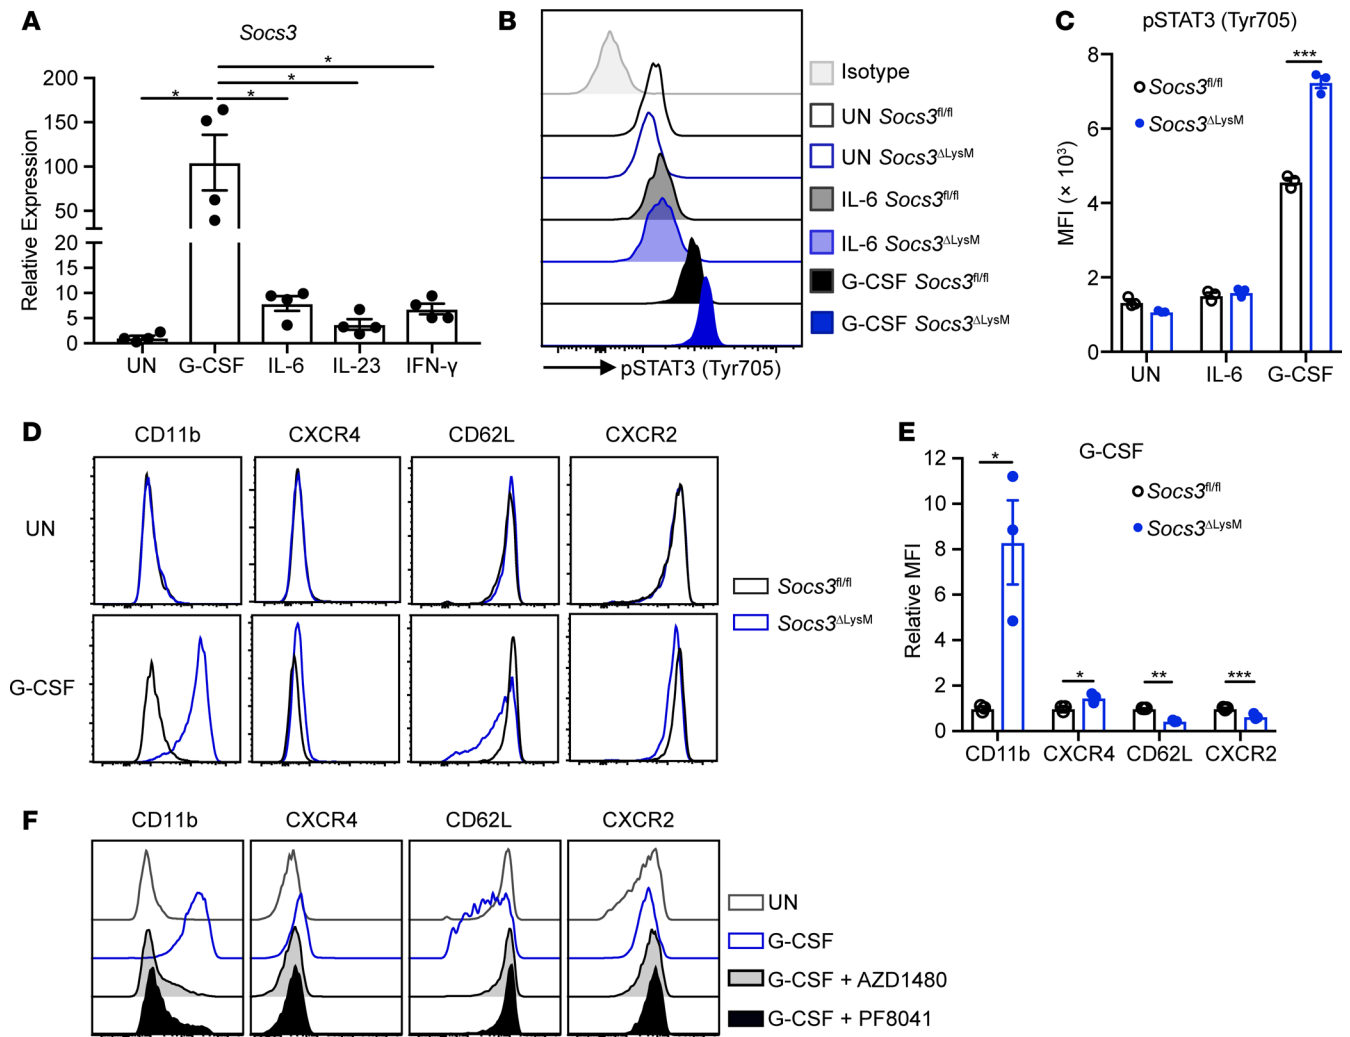 A
Socs3
Relative Expression
200
150
100
50
20
15
10
5
0
*
*
*
*
UN
G-CSF
IL-6
IL-23
IFN-γ
B
pSTAT3 (Tyr705)
Isotype
UN Socs3fl/fl
UN Socs3ΔLysM
IL-6 Socs3fl/fl
IL-6 Socs3ΔLysM
G-CSF Socs3fl/fl
G-CSF Socs3ΔLysM
C
pSTAT3 (Tyr705)
MFI (× 10³)
8
6
4
2
0
***
Socs3fl/fl
Socs3ΔLysM
UN
IL-6
G-CSF
D
CD11b
CXCR4
CD62L
CXCR2
UN
G-CSF
Socs3fl/fl
Socs3ΔLysM
E
G-CSF
Relative MFI
12
10
8
6
4
2
0
*
*
**
***
Socs3fl/fl
Socs3ΔLysM
CD11b
CXCR4
CD62L
CXCR2
F
CD11b
CXCR4
CD62L
CXCR2
UN
G-CSF
G-CSF + AZD1480
G-CSF + PF8041